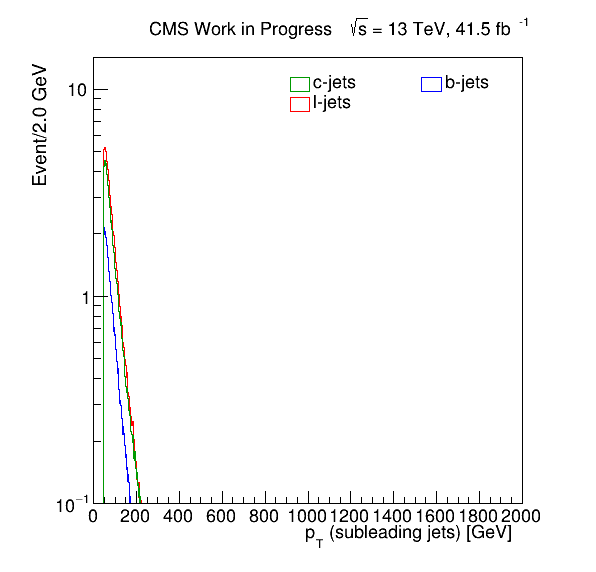 CMS Work in Progress √s = 13 TeV, 41.5 fb⁻¹
Event/2.0 GeV
c-jets b-jets
l-jets
10
1
10⁻¹
0 200 400 600 800 1000 1200 1400 1600 1800 2000
p_T (subleading jets) [GeV]